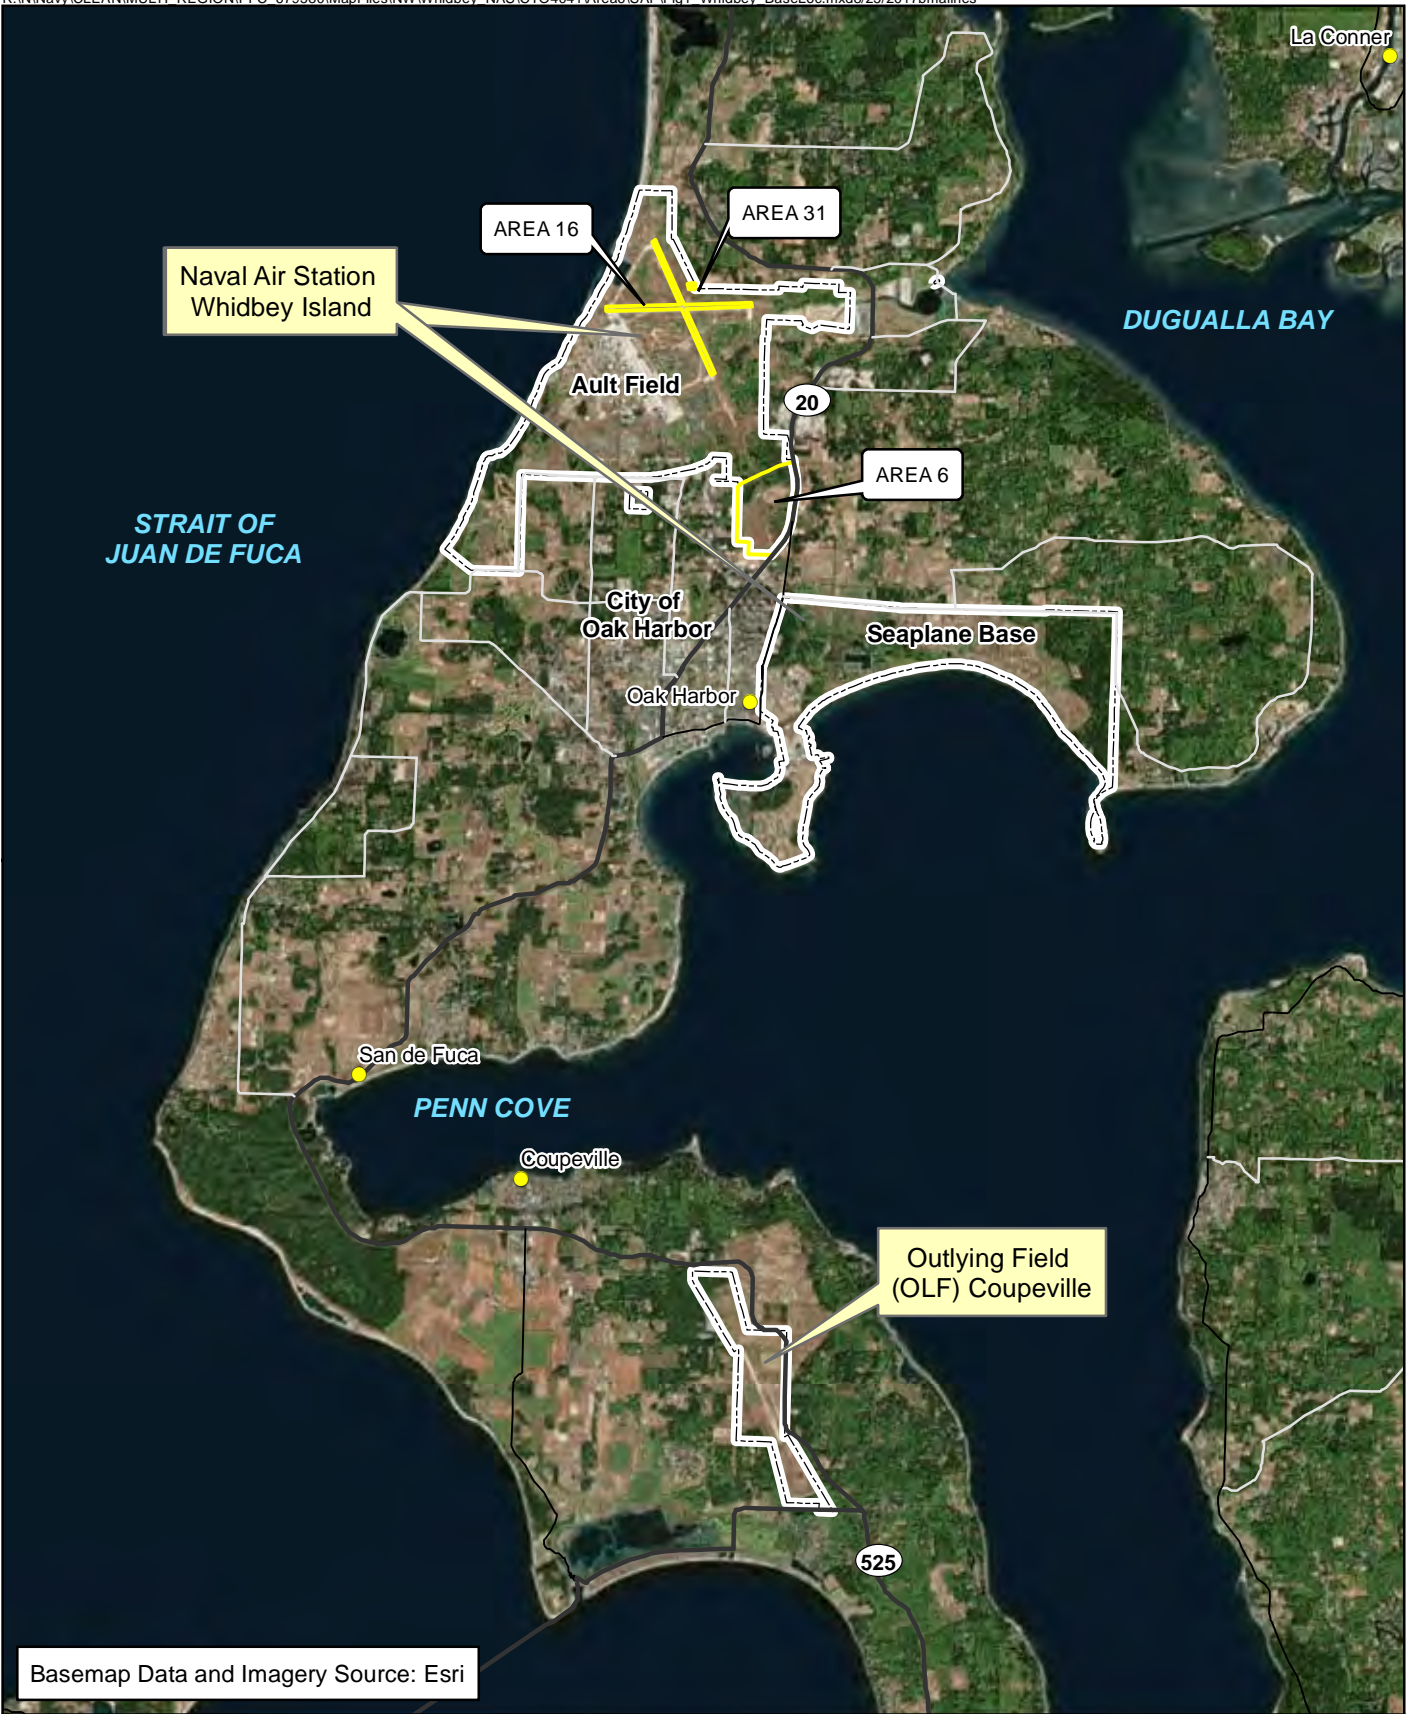 La Conner
AREA 16
AREA 31
Naval Air Station
Whidbey Island
DUGUALLA BAY
Ault Field
20
AREA 6
STRAIT OF
JUAN DE FUCA
City of
Oak Harbor
Seaplane Base
Oak Harbor
San de Fuca
PENN COVE
Coupeville
Outlying Field
(OLF) Coupeville
525
Basemap Data and Imagery Source: Esri